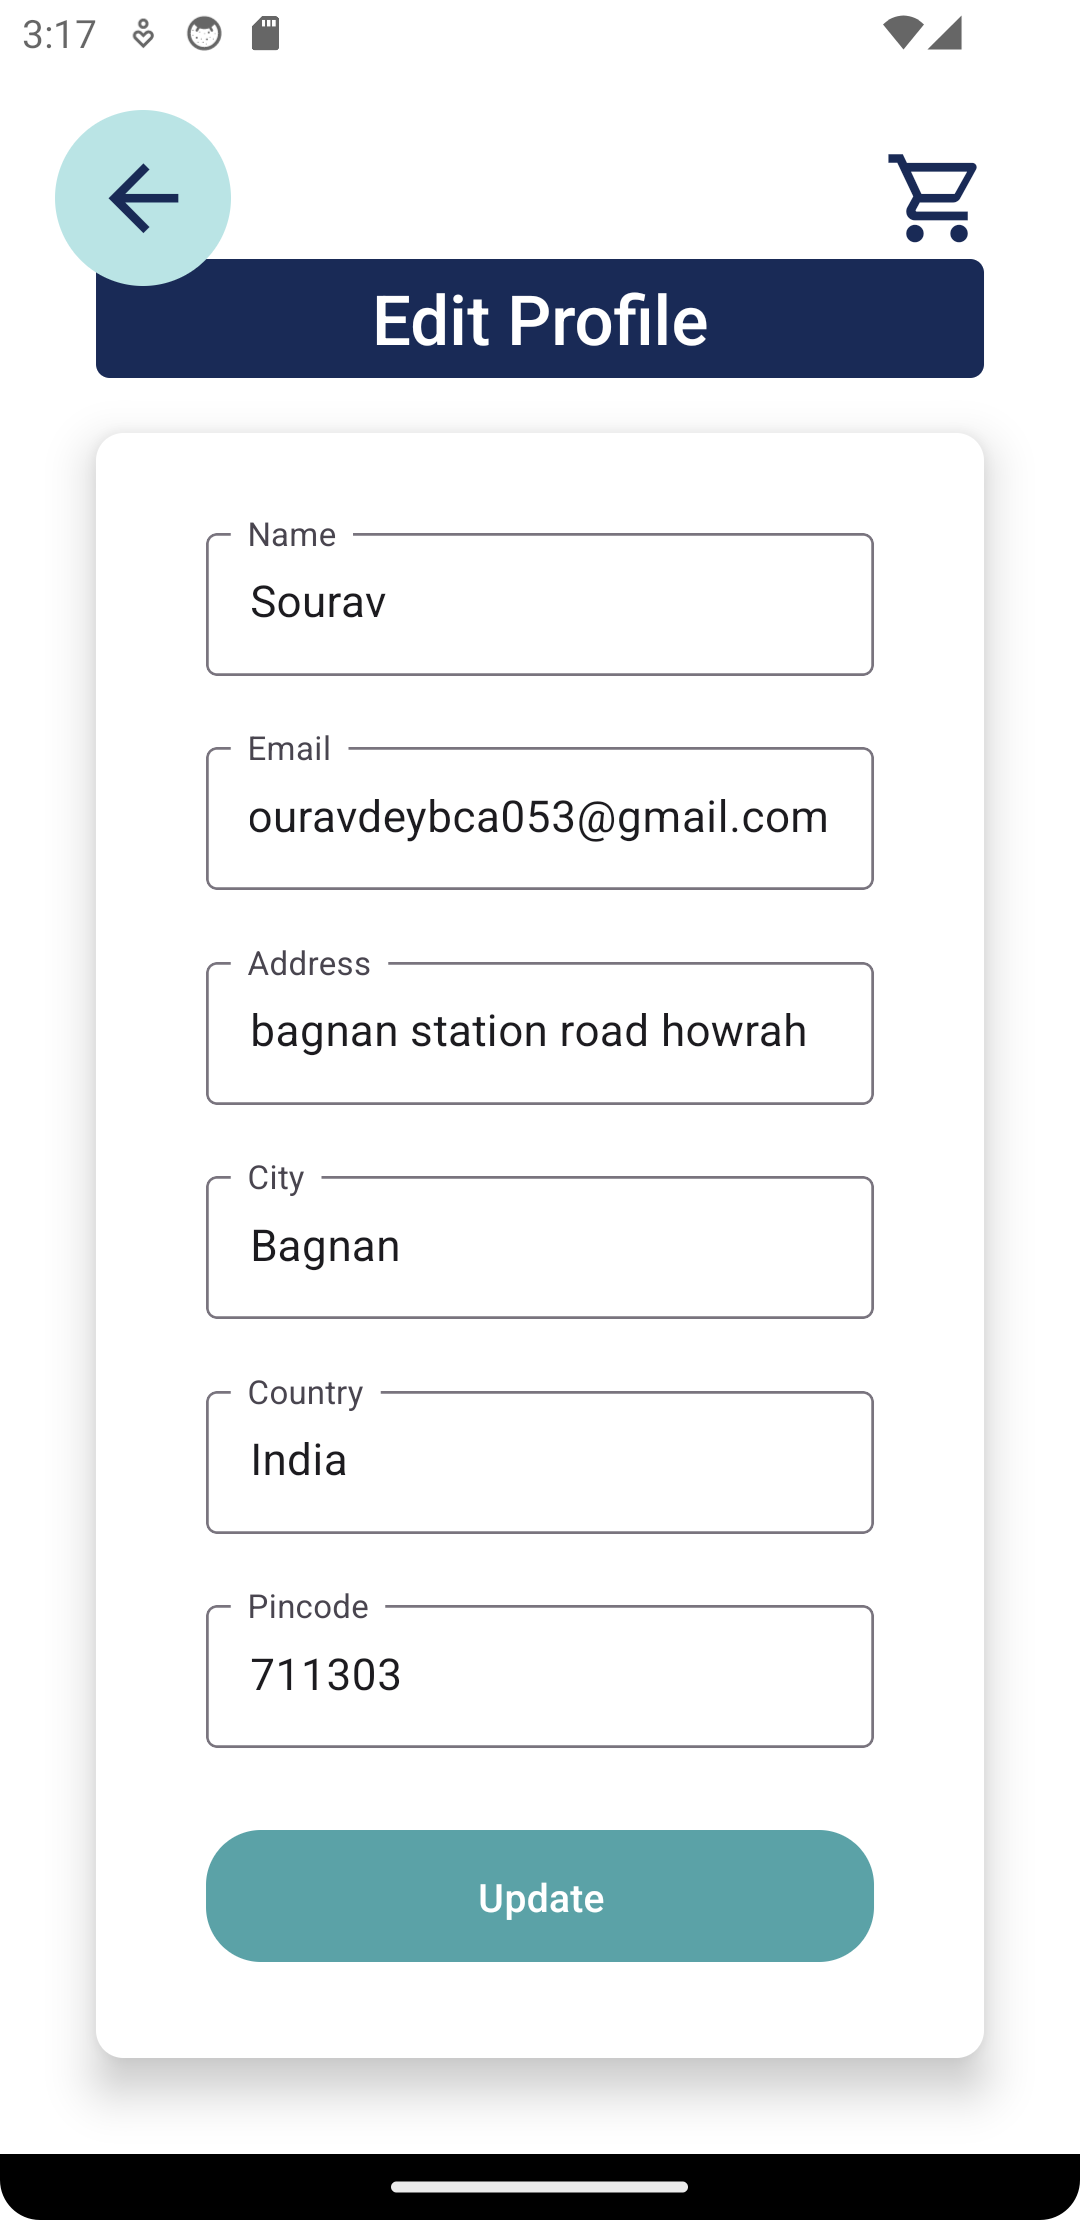 3:17
Edit Profile
Name
Sourav
Email
ouravdeybca053@gmail.com
Address
bagnan station road howrah
City
Bagnan
Country
India
Pincode
711303
Update